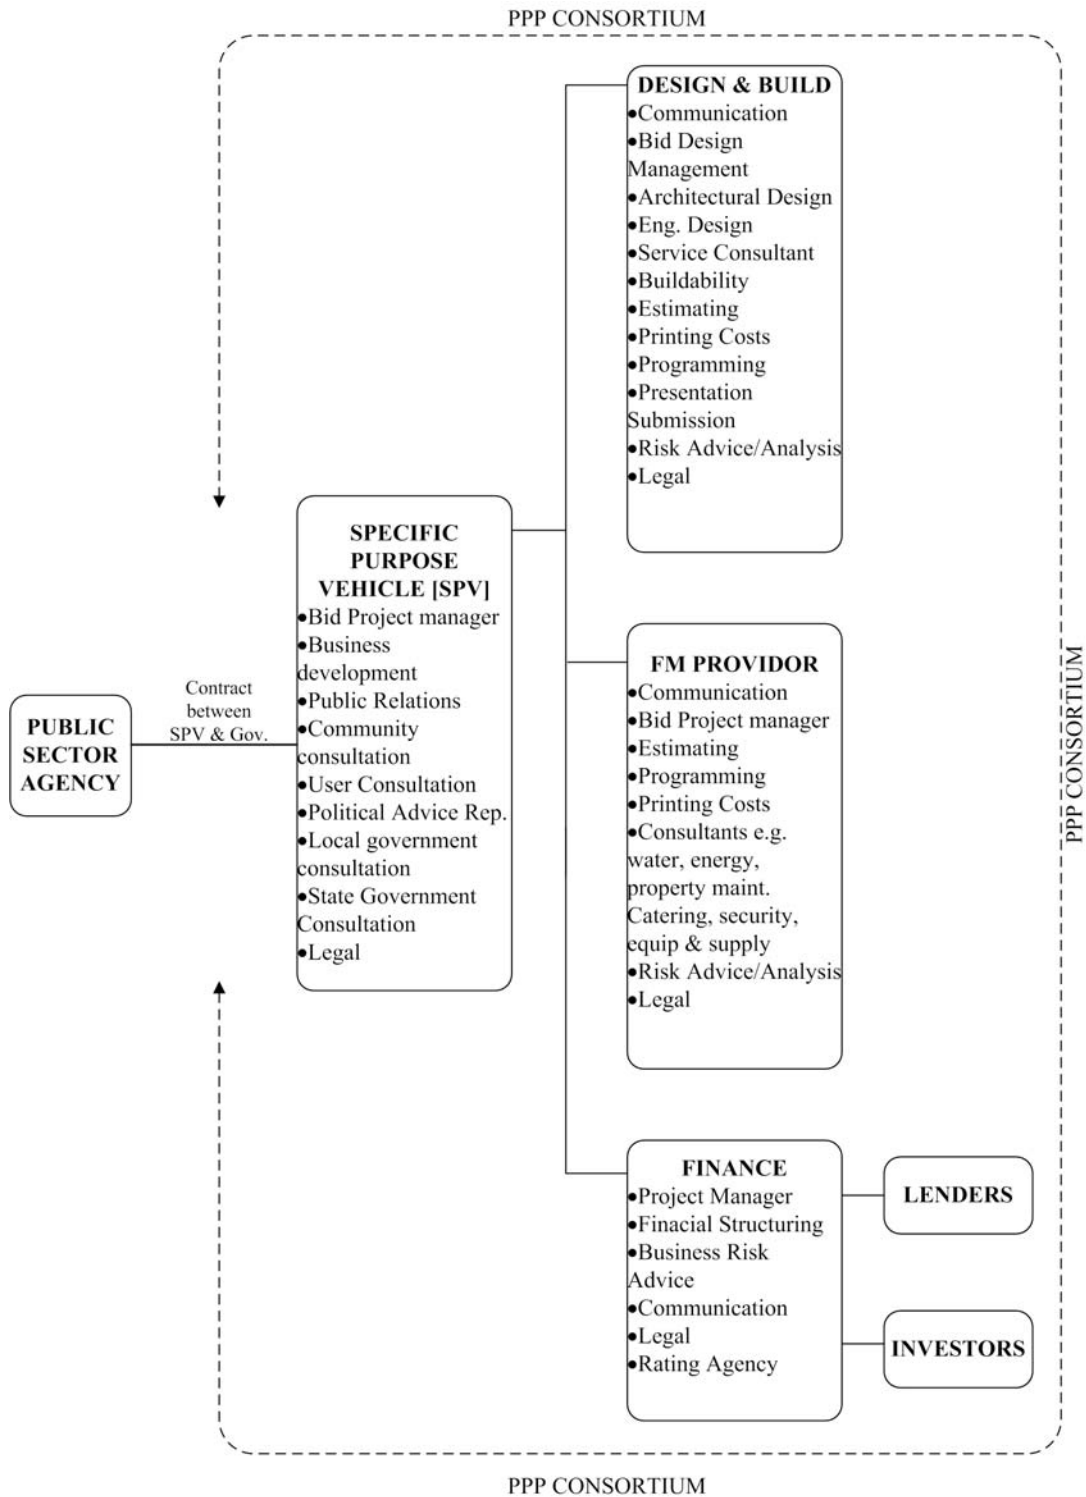 PPP CONSORTIUM
DESIGN & BUILD
●Communication
●Bid Design
Management
●Architectural Design
●Eng. Design
●Service Consultant
●Buildability
●Estimating
●Printing Costs
●Programming
●Presentation
Submission
●Risk Advice/Analysis
●Legal
SPECIFIC
PURPOSE
VEHICLE [SPV]
●Bid Project manager
●Business
development
●Public Relations
●Community
consultation
●User Consultation
●Political Advice Rep.
●Local government
consultation
●State Government
Consultation
●Legal
PUBLIC
SECTOR
AGENCY
Contract
between
SPV & Gov.
FM PROVIDOR
●Communication
●Bid Project manager
●Estimating
●Programming
●Printing Costs
●Consultants e.g.
water, energy,
property maint.
Catering, security,
equip & supply
●Risk Advice/Analysis
●Legal
PPP CONSORTIUM
FINANCE
●Project Manager
●Finacial Structuring
●Business Risk
Advice
●Communication
●Legal
●Rating Agency
LENDERS
INVESTORS
PPP CONSORTIUM